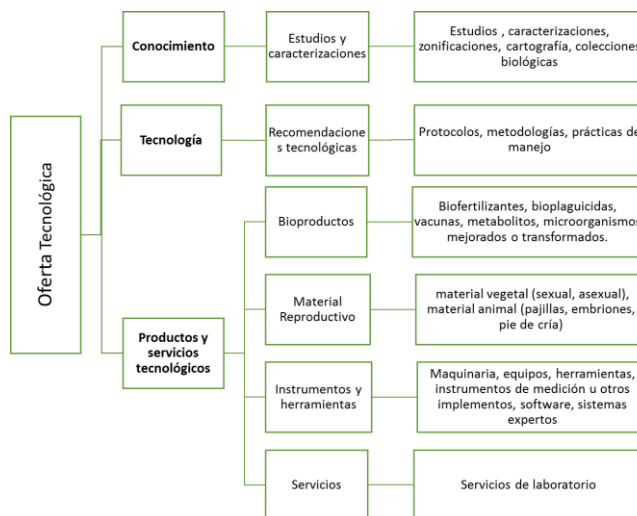 Oferta Tecnológica
Conocimiento
Estudios y
caracterizaciones
Estudios , caracterizaciones,
zonificaciones, cartografía, colecciones
biológicas
Tecnología
Recomendacione
s tecnológicas
Protocolos, metodologías, prácticas de
manejo
Productos y
servicios
tecnológicos
Bioproductos
Biofertilizantes, bioplaguicidas,
vacunas, metabolitos, microorganismos
mejorados o transformados.
Material
Reproductivo
material vegetal (sexual, asexual),
material animal (pajillas, embriones,
pie de cría)
Instrumentos y
herramientas
Maquinaria, equipos, herramientas,
instrumentos de medición u otros
implementos, software, sistemas
expertos
Servicios
Servicios de laboratorio